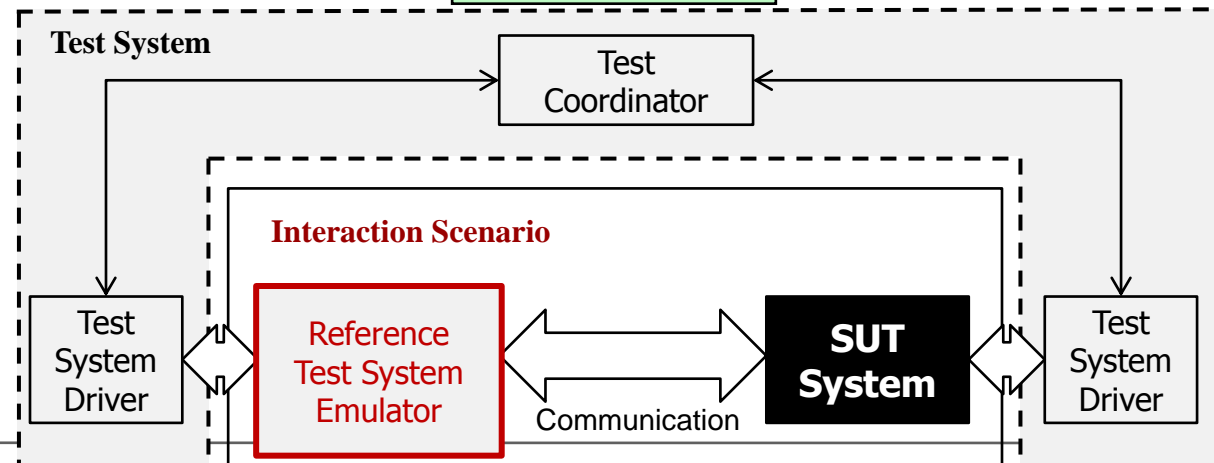 Test System
Test
Coordinator
Interaction Scenario
Test
System
Driver
Reference
Test System
Emulator
Communication
SUT
System
Test
System
Driver